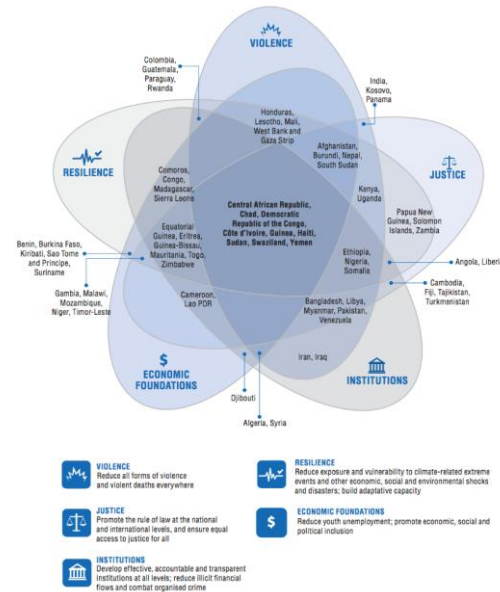 VIOLENCE
Colombia,
Guatemala,
Paraguay,
Rwanda
India,
Kosovo,
Panama
Honduras,
Lesotho, Mali,
West Bank and
Gaza Strip
Afghanistan,
Burundi, Nepal,
South Sudan
RESILIENCE
JUSTICE
Comoros,
Congo,
Madagascar,
Sierra Leone
Kenya,
Uganda
Central African Republic,
Chad, Democratic
Republic of the Congo,
Côte d'Ivoire, Guinea, Haiti,
Sudan, Swaziland, Yemen
Papua New
Guinea, Solomon
Islands, Zambia
Equatorial
Guinea, Eritrea,
Guinea-Bissau,
Mauritania, Togo,
Zimbabwe
Ethiopia,
Nigeria,
Somalia
Benin, Burkina Faso,
Kiribati, Sao Tome
and Principe,
Suriname
Angola, Liberi
Gambia, Malawi,
Mozambique,
Niger, Timor-Leste
Cambodia,
Fiji, Tajikistan,
Turkmenistan
Cameroon,
Lao PDR
Bangladesh, Libya,
Myanmar, Pakistan,
Venezuela
$
ECONOMIC
FOUNDATIONS
Iran, Iraq
INSTITUTIONS
Djibouti
Algeria, Syria
VIOLENCE
Reduce all forms of violence
and violent deaths everywhere
JUSTICE
Promote the rule of law at the national
and international levels, and ensure equal
access to justice for all
INSTITUTIONS
Develop effective, accountable and transparent
institutions at all levels; reduce illicit financial
flows and combat organised crime
RESILIENCE
Reduce exposure and vulnerability to climate-related extreme
events and other economic, social and environmental shocks
and disasters; build adaptative capacity
$
ECONOMIC FOUNDATIONS
Reduce youth unemployment; promote economic, social and
political inclusion